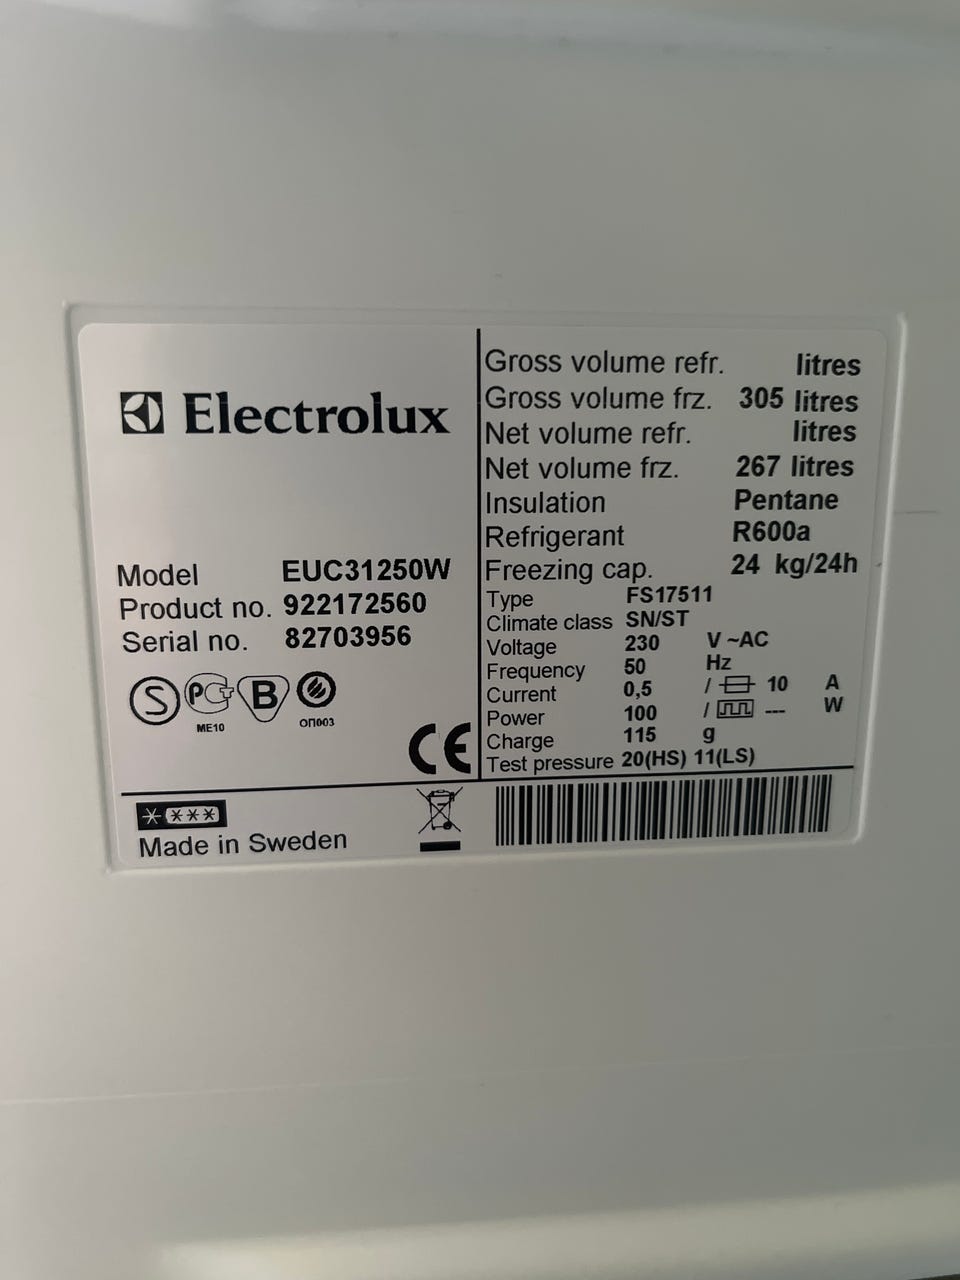 Electrolux
Model EUC31250W
Product no. 922172560
Serial no. 82703956
S PCT B
ME10 ОП003
CE
Gross volume refr. litres
Gross volume frz. 305 litres
Net volume refr. litres
Net volume frz. 267 litres
Insulation Pentane
Refrigerant R600a
Freezing cap. 24 kg/24h
Type FS17511
Climate class SN/ST
Voltage 230 V ~AC
Frequency 50 Hz
Current 0,5 / 10 A
Power 100 / --- W
Charge 115 g
Test pressure 20(HS) 11(LS)
Made in Sweden